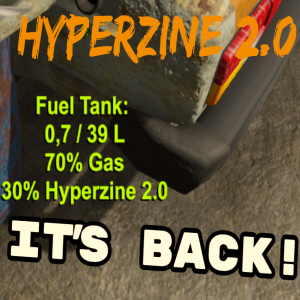 HYPERZINE 2.0
Fuel Tank:
0,7 / 39 L
70% Gas
30% Hyperzine 2.0
IT'S BACK!